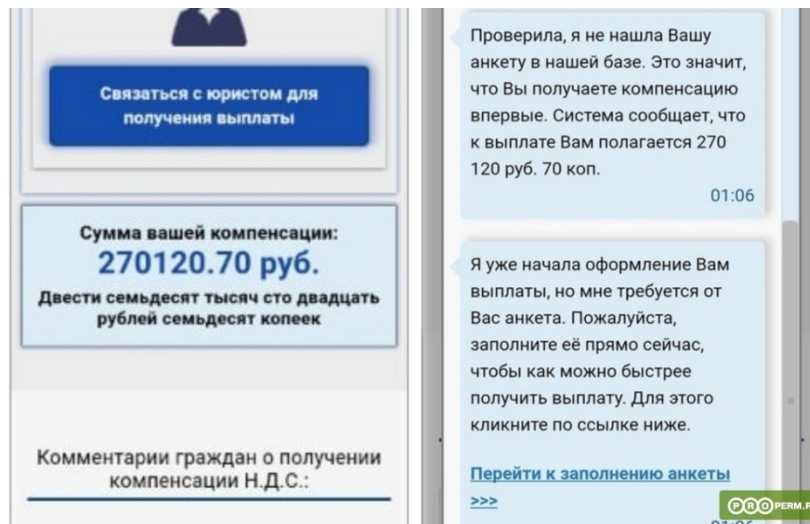 Связаться с юристом для
получения выплаты
Сумма вашей компенсации:
270120.70 руб.
Двести семьдесят тысяч сто двадцать
рублей семьдесят копеек
Комментарии граждан о получении
компенсации Н.Д.С.:
Проверила, я не нашла Вашу
анкету в нашей базе. Это значит,
что Вы получаете компенсацию
впервые. Система сообщает, что
к выплате Вам полагается 270
120 руб. 70 коп.
01:06
Я уже начала оформление Вам
выплаты, но мне требуется от
Вас анкета. Пожалуйста,
заполните её прямо сейчас,
чтобы как можно быстрее
получить выплату. Для этого
кликните по ссылке ниже.
Перейти к заполнению анкеты
>>>
PROPERM.R